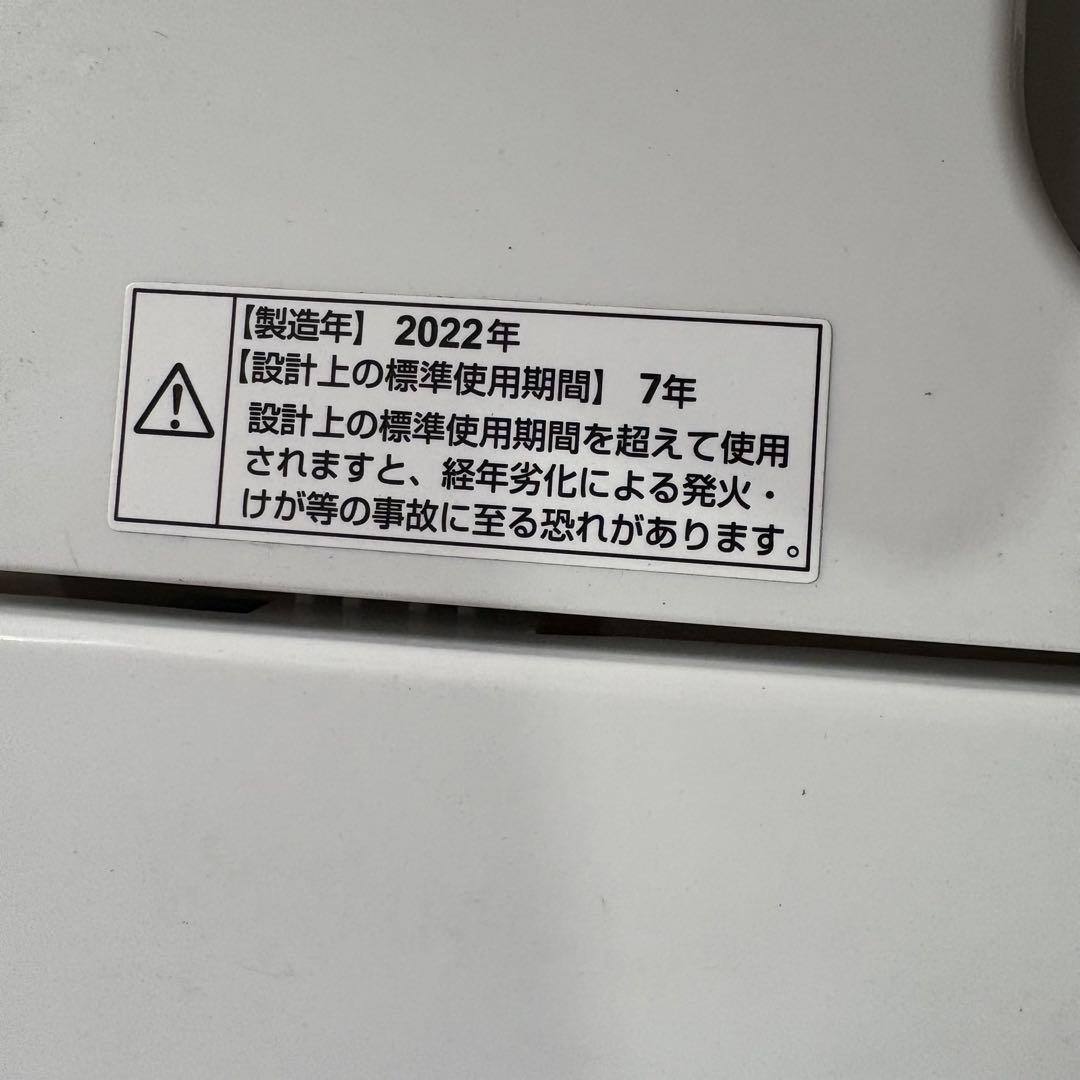 【製造年】 2022年
【設計上の標準使用期間】 7年
設計上の標準使用期間を超えて使用
されますと、経年劣化による発火・
けが等の事故に至る恐れがあります。